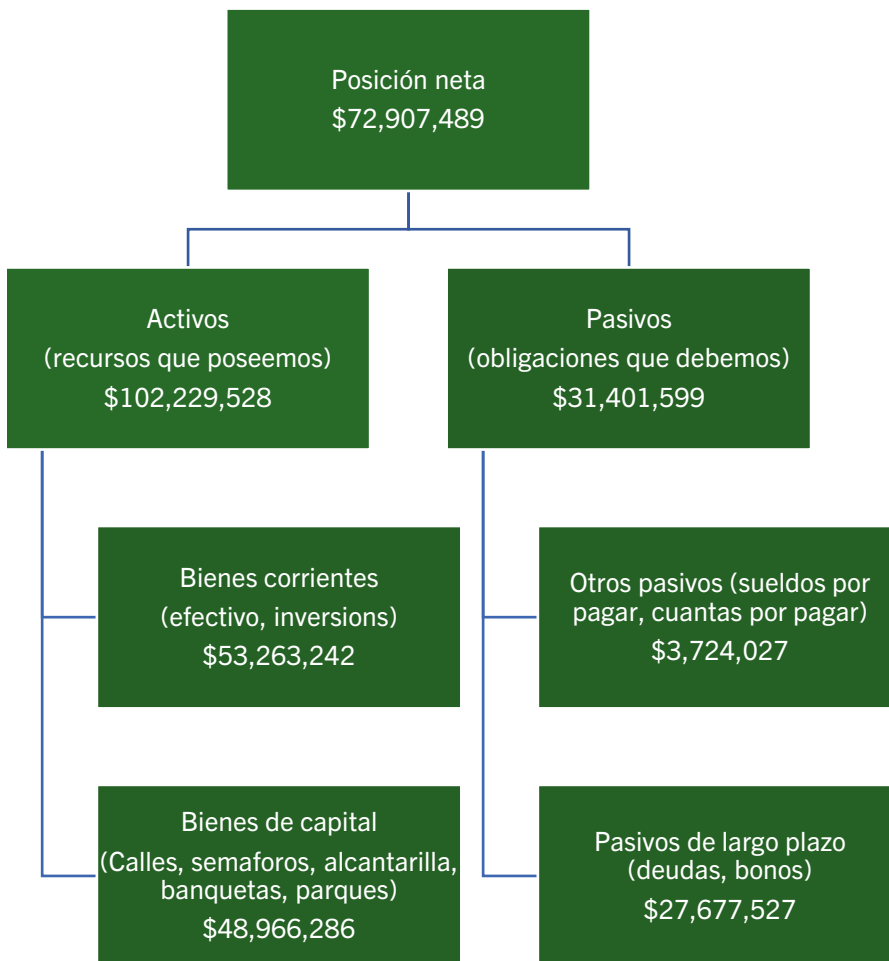 Posición neta
$72,907,489
Activos
(recursos que poseemos)
$102,229,528
Pasivos
(obligaciones que debemos)
$31,401,599
Bienes corrientes
(efectivo, inversions)
$53,263,242
Otros pasivos (sueldos por
pagar, cuantas por pagar)
$3,724,027
Bienes de capital
(Calles, semaforos, alcantarilla,
banquetas, parques)
$48,966,286
Pasivos de largo plazo
(deudas, bonos)
$27,677,527